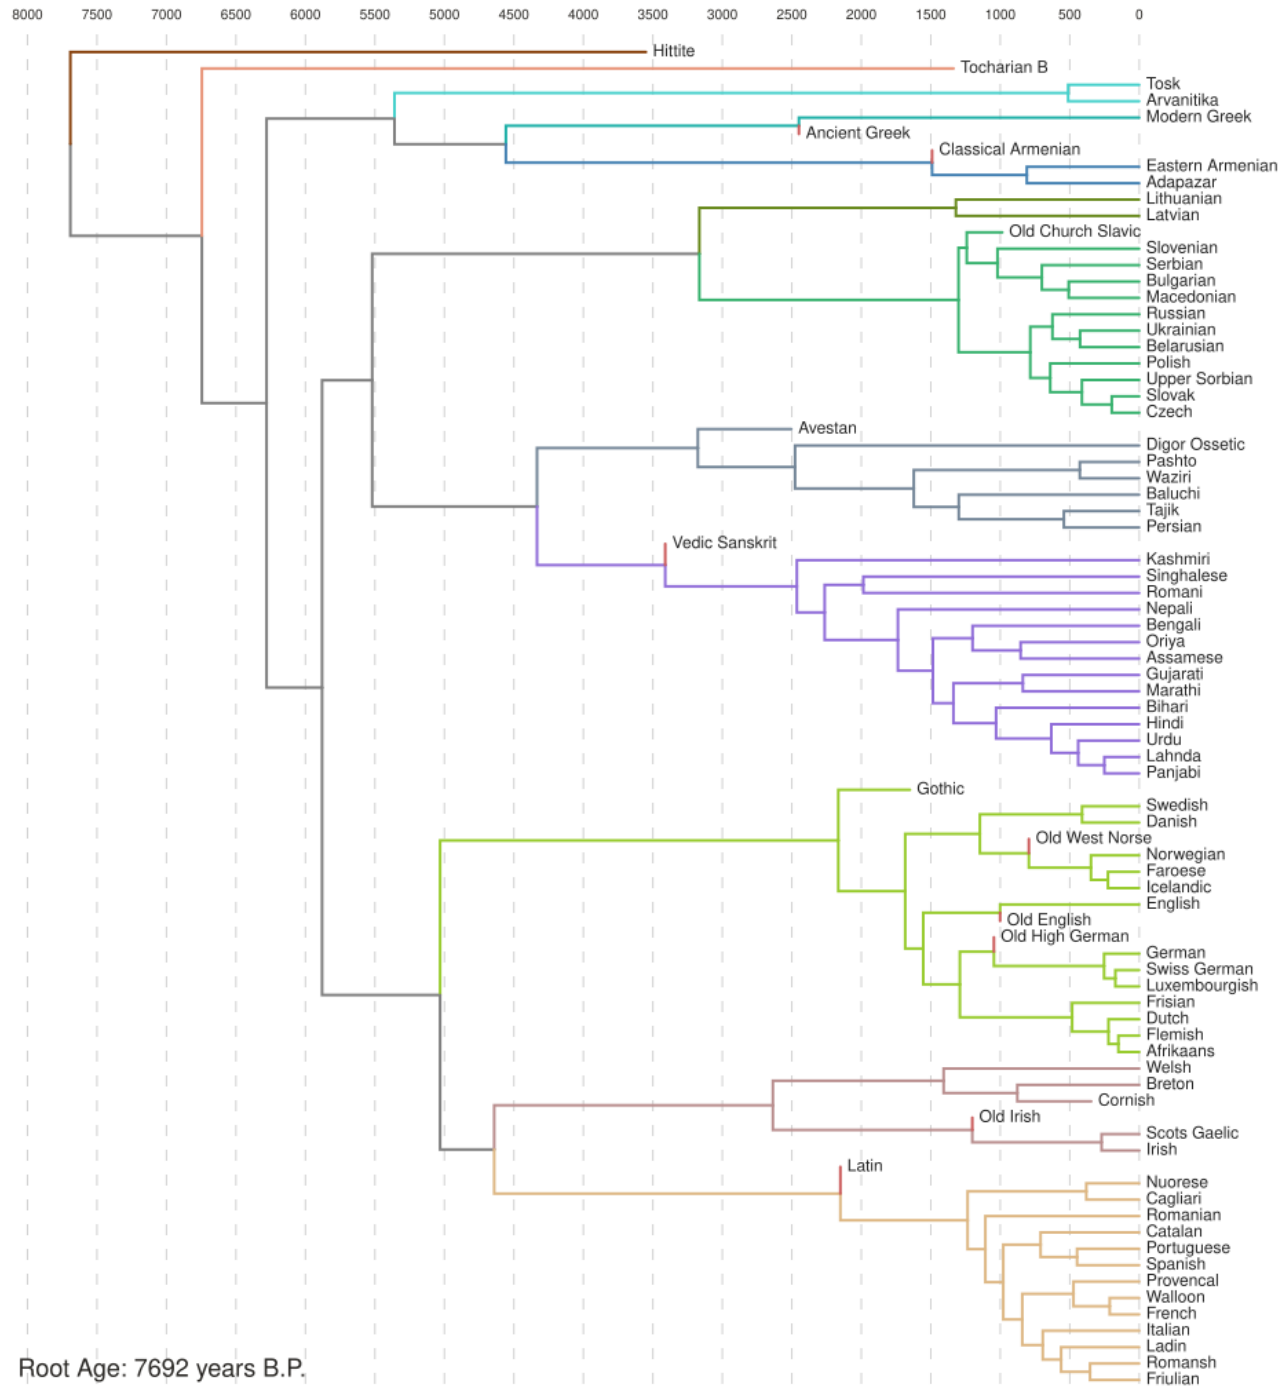 8000 7500 7000 6500 6000 5500 5000 4500 4000 3500 3000 2500 2000 1500 1000 500 0
Hittite
Tocharian B
Tosk
Arvanitika
Modern Greek
Ancient Greek
Classical Armenian
Eastern Armenian
Adapazar
Lithuanian
Latvian
Old Church Slavic
Slovenian
Serbian
Bulgarian
Macedonian
Russian
Ukrainian
Belarusian
Polish
Upper Sorbian
Slovak
Czech
Avestan
Digor Ossetic
Pashto
Waziri
Baluchi
Tajik
Persian
Vedic Sanskrit
Kashmiri
Singhalese
Romani
Nepali
Bengali
Oriya
Assamese
Gujarati
Marathi
Bihari
Hindi
Urdu
Lahnda
Panjabi
Gothic
Swedish
Danish
Old West Norse
Norwegian
Faroese
Icelandic
English
Old English
Old High German
German
Swiss German
Luxembourgish
Frisian
Dutch
Flemish
Afrikaans
Welsh
Breton
Cornish
Old Irish
Scots Gaelic
Irish
Latin
Nuorese
Cagliari
Romanian
Catalan
Portuguese
Spanish
Provencal
Walloon
French
Italian
Ladin
Romansh
Friulian
Root Age: 7692 years B.P.